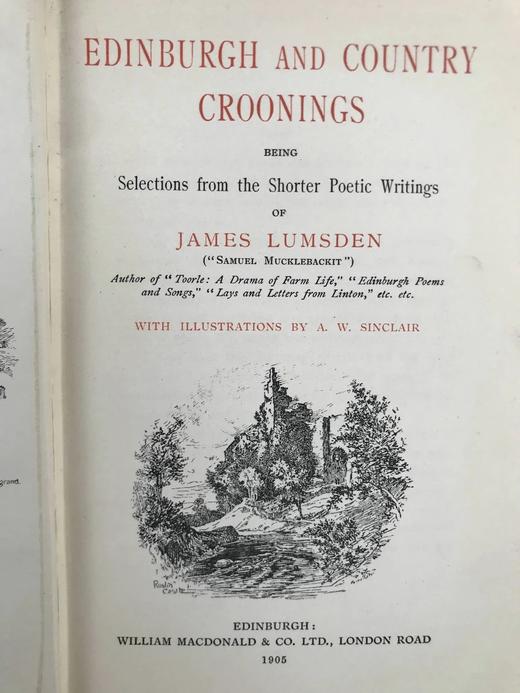 EDINBURGH AND COUNTRY
CROONINGS
BEING
Selections from the Shorter Poetic Writings
OF
JAMES LUMSDEN
("SAMUEL MUCKLEBACKIT")
Author of "Toorle: A Drama of Farm Life," "Edinburgh Poems
and Songs," "Lays and Letters from Linton," etc. etc.
WITH ILLUSTRATIONS BY A. W. SINCLAIR
Roslin
Castle
EDINBURGH:
WILLIAM MACDONALD & CO. LTD., LONDON ROAD
1905